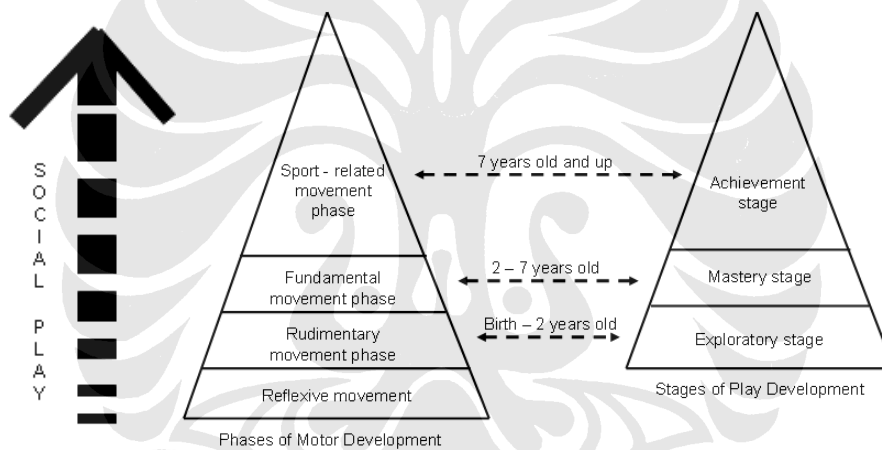 SOCIAL PLAY
Sport - related
movement
phase
Fundamental
movement phase
Rudimentary
movement phase
Reflexive movement
Phases of Motor Development
7 years old and up
2 – 7 years old
Birth – 2 years old
Achievement
stage
Mastery stage
Exploratory stage
Stages of Play Development